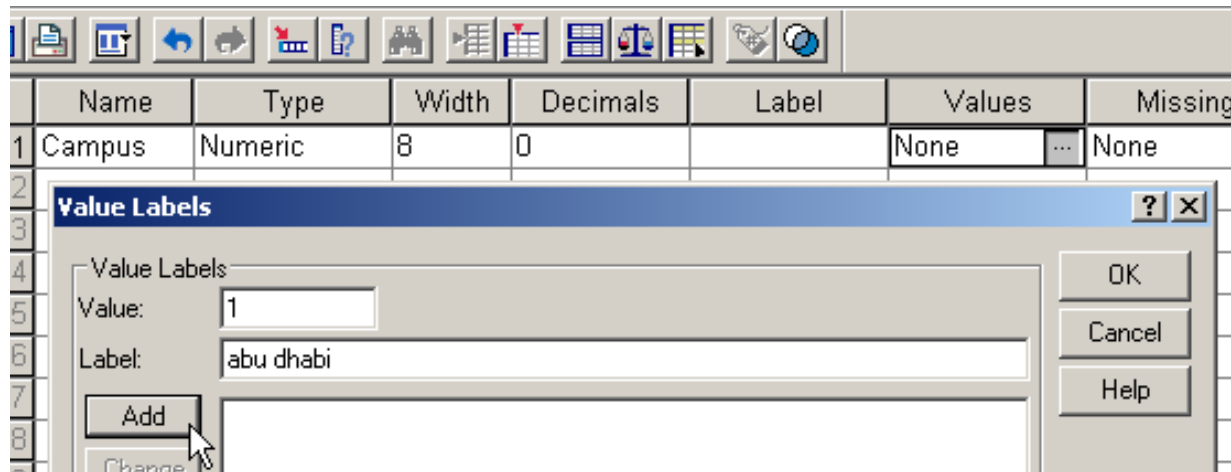 Name Type Width Decimals Label Values Missing
1 Campus Numeric 8 0 None ... None
2
Value Labels ? X
3
4 Value Labels OK
5 Value: 1
Cancel
6 Label: abu dhabi
7 Add Help
8
Change